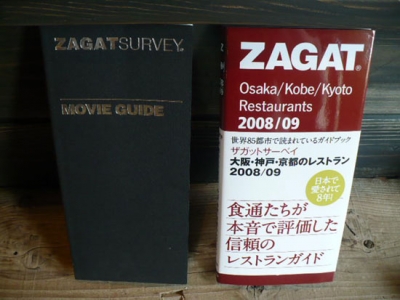 ZAGATSURVEY®
MOVIE GUIDE
ZAGAT®
Osaka/Kobe/Kyoto
Restaurants
2008/09
世界85都市で読まれているガイドブック
ザガットサーベイ
大阪・神戸・京都のレストラン
2008/09
日本で
愛されて
8年!
食通たちが
本音で評価した
信頼の
レストランガイド